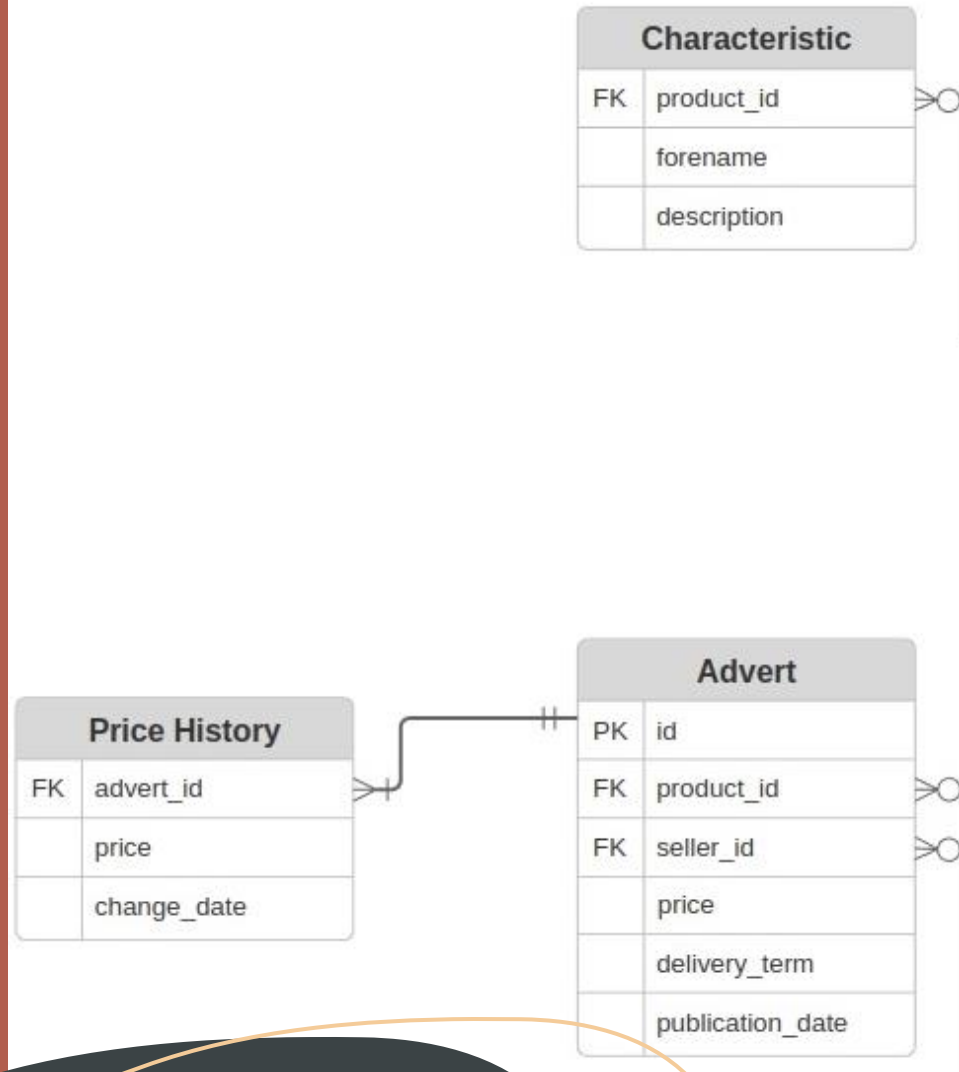 Characteristic
FK product_id
forename
description
Advert
PK id
FK product_id
FK seller_id
price
delivery_term
publication_date
Price History
FK advert_id
price
change_date